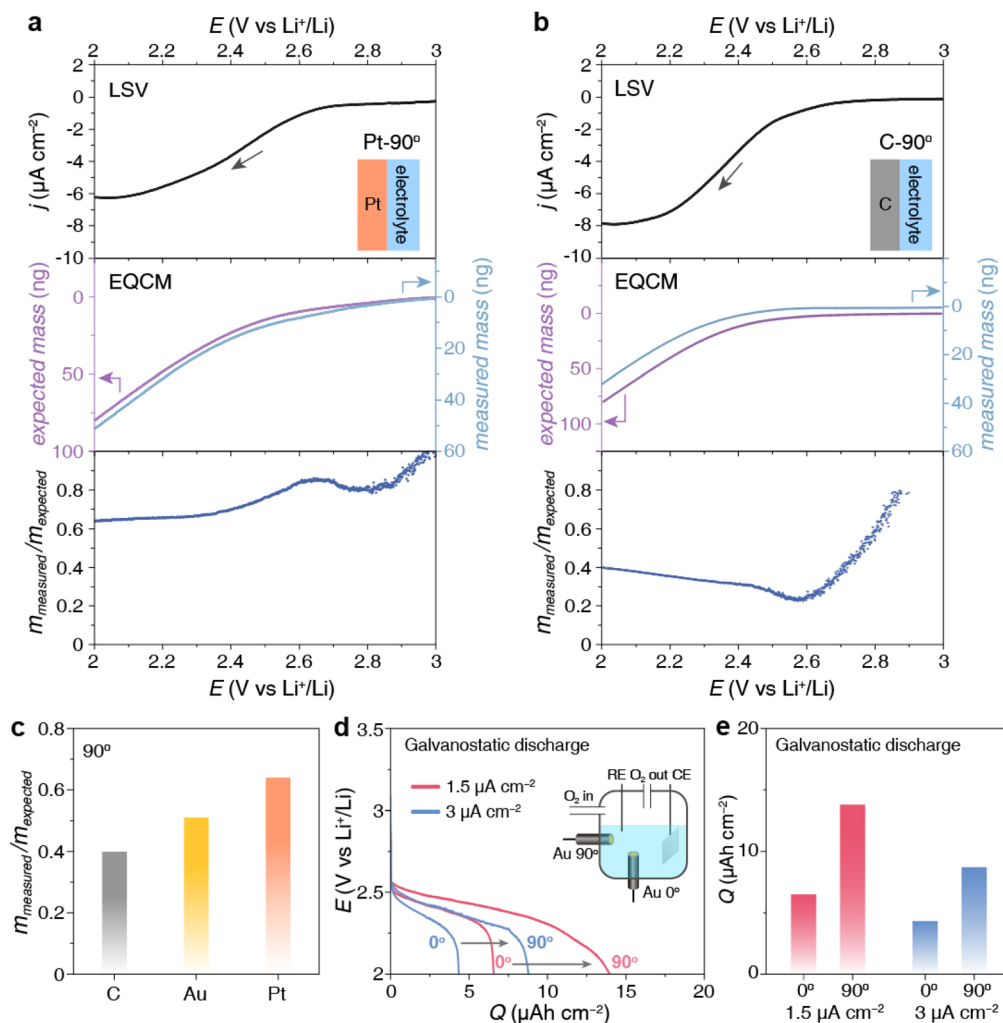 a
E (V vs Li⁺/Li)
2 2.2 2.4 2.6 2.8 3
2
0
-2
-4
-6
-8
-10
j (μA cm⁻²)
LSV
Pt-90º
Pt
electrolyte
EQCM
0
50
100
expected mass (ng)
0
20
40
60
measured mass (ng)
0.8
0.6
0.4
0.2
0
m_measured/m_expected
2 2.2 2.4 2.6 2.8 3
E (V vs Li⁺/Li)
b
E (V vs Li⁺/Li)
2 2.2 2.4 2.6 2.8 3
2
0
-2
-4
-6
-8
-10
j (μA cm⁻²)
LSV
C-90º
C
electrolyte
EQCM
0
50
100
expected mass (ng)
0
20
40
60
measured mass (ng)
0.8
0.6
0.4
0.2
0
m_measured/m_expected
2 2.2 2.4 2.6 2.8 3
E (V vs Li⁺/Li)
c
0.8
0.6
0.4
0.2
0
m_measured/m_expected
90º
C Au Pt
d
3.5
3
2.5
2
E (V vs Li⁺/Li)
Galvanostatic discharge
1.5 μA cm⁻²
3 μA cm⁻²
RE O₂ out CE
O₂ in
Au 90º
Au 0º
0º 90º
0º 90º
0 5 10 15 20
Q (μAh cm⁻²)
e
20
10
0
Q (μAh cm⁻²)
Galvanostatic discharge
0º 90º 0º 90º
1.5 μA cm⁻² 3 μA cm⁻²